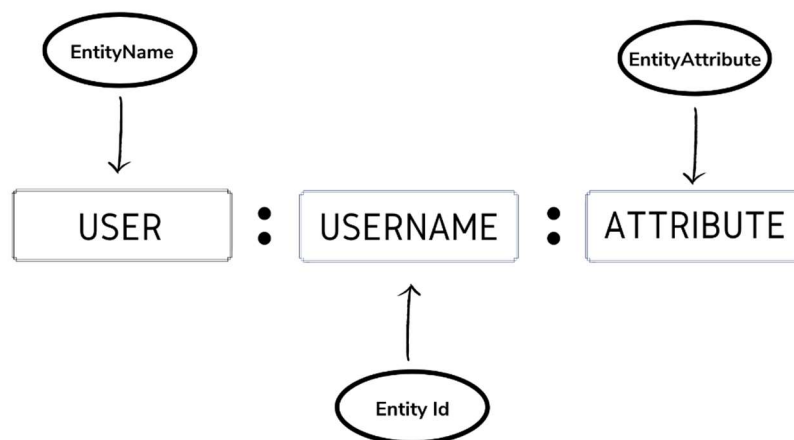 EntityName
EntityAttribute
USER : USERNAME : ATTRIBUTE
Entity Id